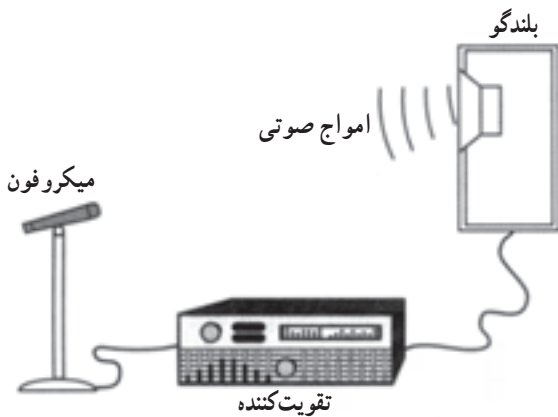 بلندگو
امواج صوتی
میکروفون
تقویت‌کننده